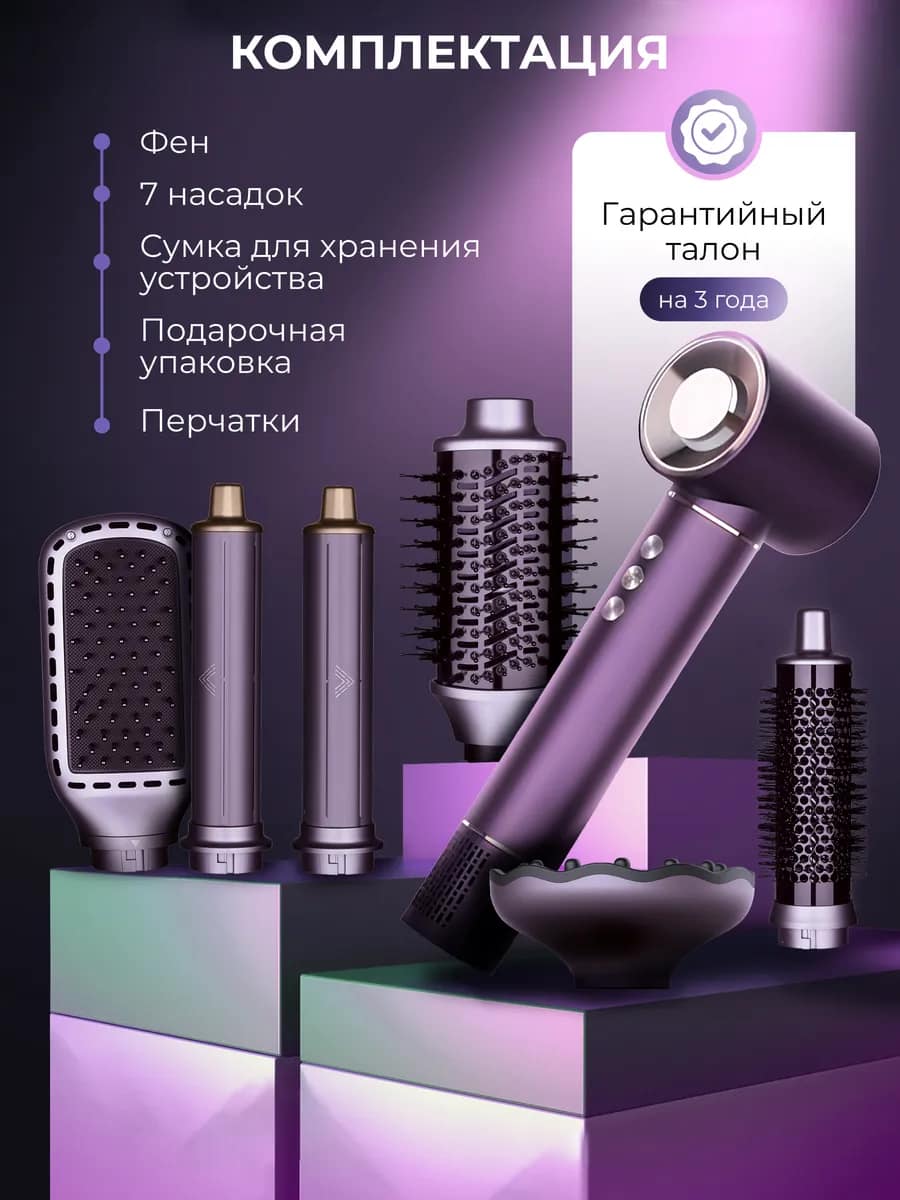 КОМПЛЕКТАЦИЯ
Фен
7 насадок
Сумка для хранения
устройства
Подарочная
упаковка
Перчатки
Гарантийный
талон
на 3 года